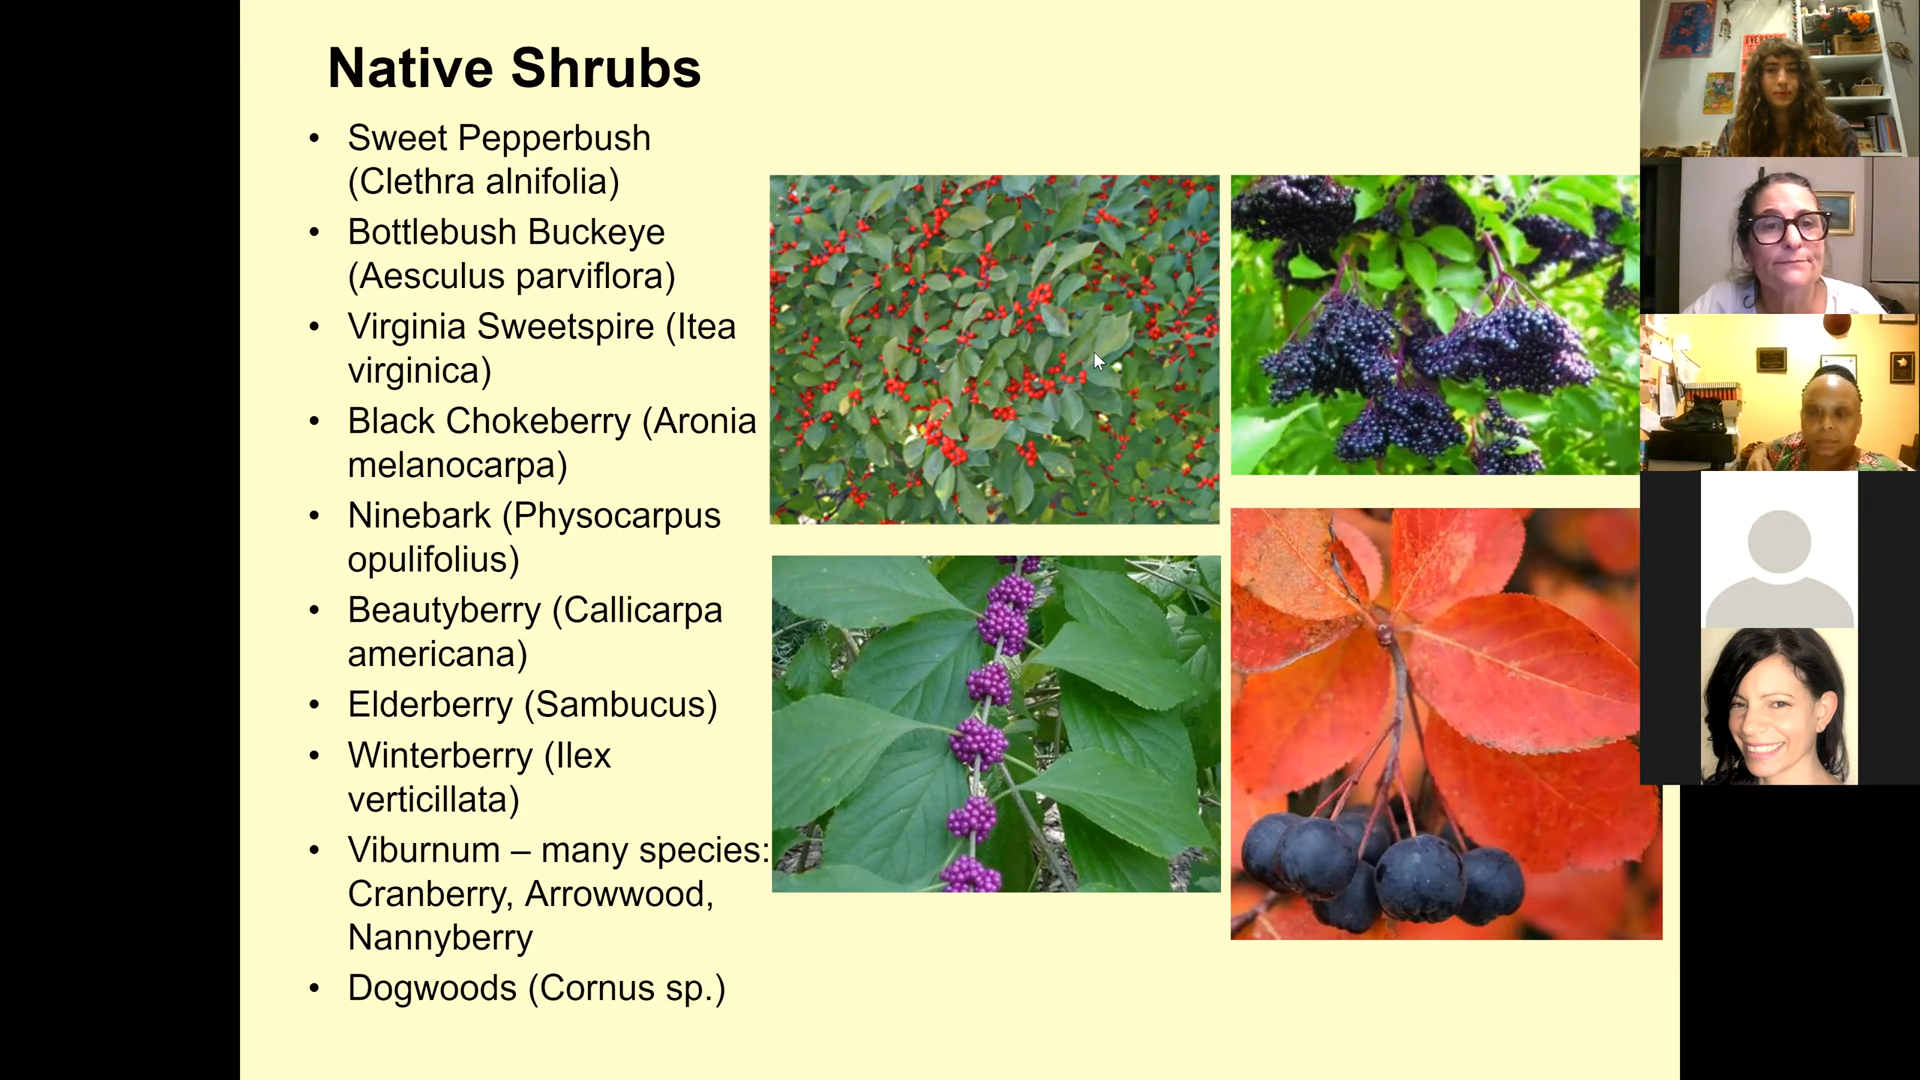 Native Shrubs
• Sweet Pepperbush
(Clethra alnifolia)
• Bottlebush Buckeye
(Aesculus parviflora)
• Virginia Sweetspire (Itea
virginica)
• Black Chokeberry (Aronia
melanocarpa)
• Ninebark (Physocarpus
opulifolius)
• Beautyberry (Callicarpa
americana)
• Elderberry (Sambucus)
• Winterberry (Ilex
verticillata)
• Viburnum – many species:
Cranberry, Arrowwood,
Nannyberry
• Dogwoods (Cornus sp.)